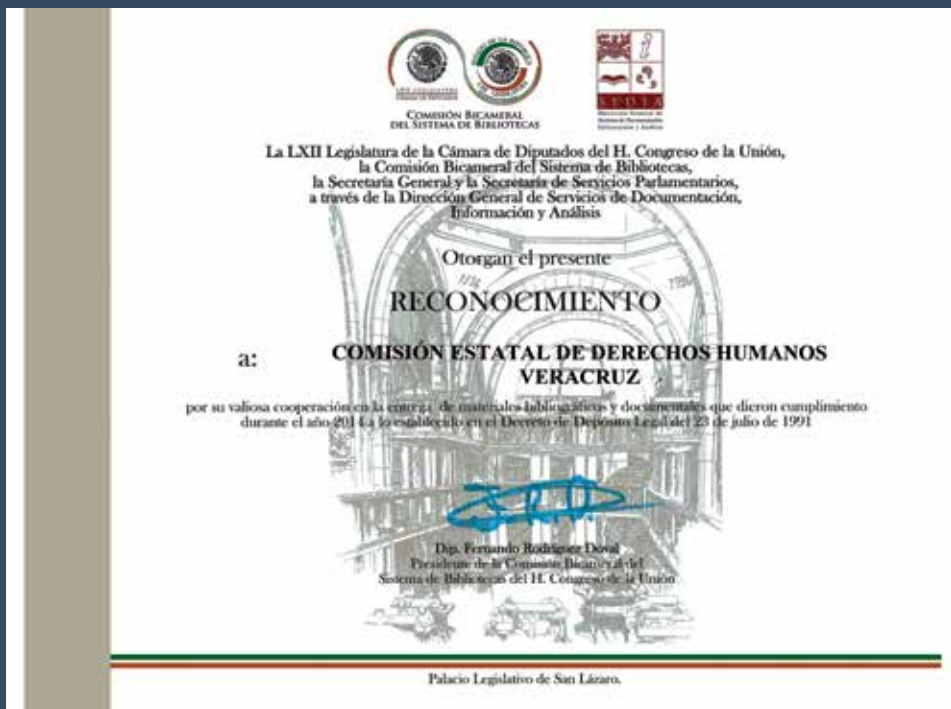 COMISIÓN BICAMERAL
DEL SISTEMA DE BIBLIOTECAS
SEDIA
La LXII Legislatura de la Cámara de Diputados del H. Congreso de la Unión,
la Comisión Bicameral del Sistema de Bibliotecas,
la Secretaría General y la Secretaría de Servicios Parlamentarios,
a través de la Dirección General de Servicios de Documentación,
Información y Análisis
Otorgan el presente
RECONOCIMIENTO
a: COMISIÓN ESTATAL DE DERECHOS HUMANOS
VERACRUZ
por su valiosa cooperación en la entrega de materiales bibliográficos y documentales que dieron cumplimiento
durante el año 2014 a lo establecido en el Decreto de Depósito Legal del 23 de julio de 1991
Dip. Fernando Rodríguez Doval
Presidente de la Comisión Bicameral del
Sistema de Bibliotecas del H. Congreso de la Unión
Palacio Legislativo de San Lázaro.